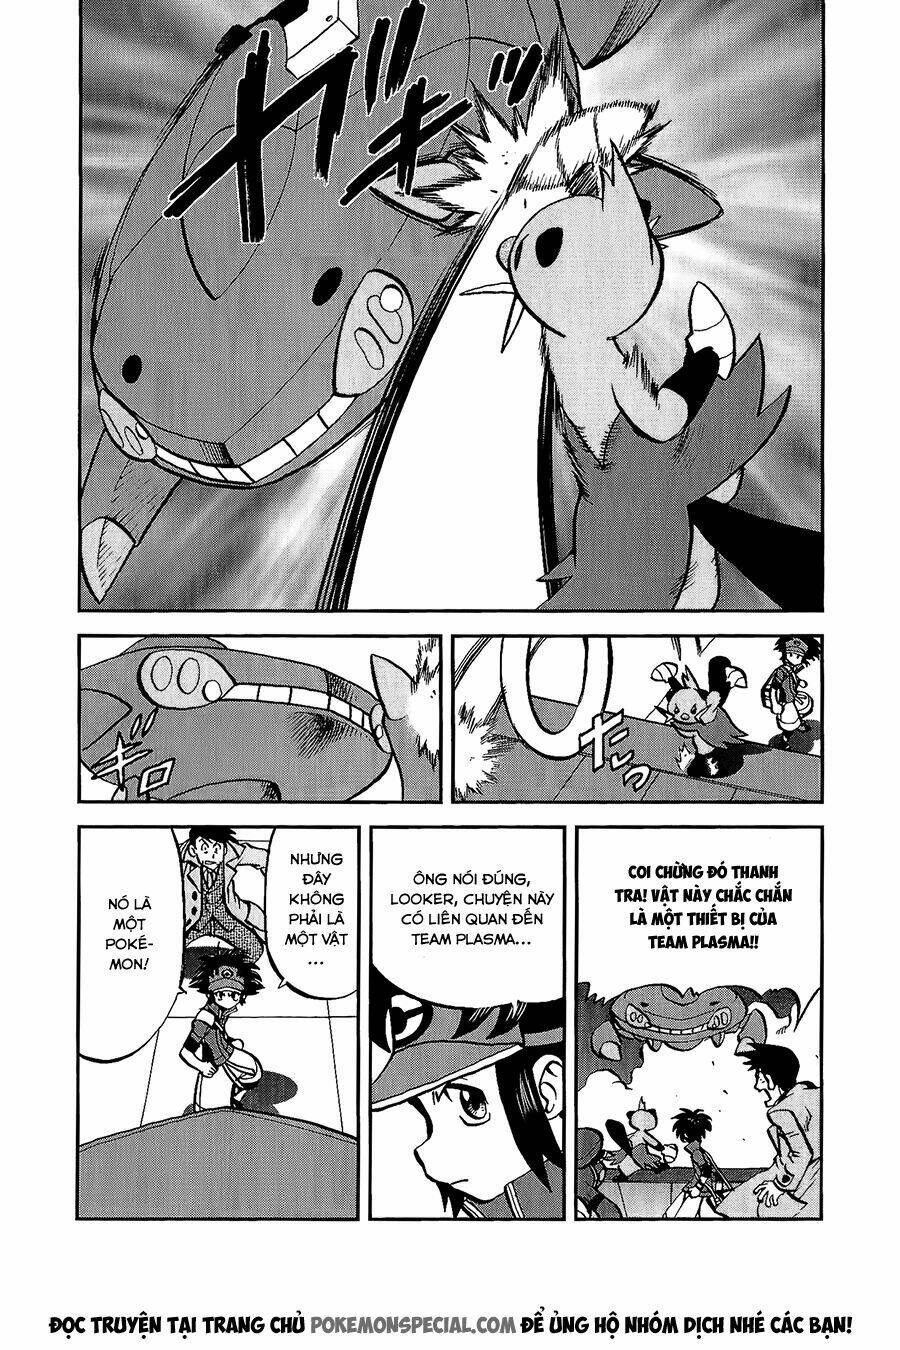 ガガガッ
たっ
ギロ
COI CHỪNG ĐÓ THANH
TRA! VẬT NÀY CHẮC CHẮN
LÀ MỘT THIẾT BỊ CỦA
TEAM PLASMA!!
ÔNG NÓI ĐÚNG,
LOOKER, CHUYỆN NÀY
CÓ LIÊN QUAN ĐẾN
TEAM PLASMA...
NHƯNG
ĐÂY
KHÔNG
PHẢI LÀ
MỘT VẬT
...
NÓ LÀ
MỘT
POKÉ-
MON!
ĐỌC TRUYỆN TẠI TRANG CHỦ POKEMONSPECIAL.COM ĐỂ ỦNG HỘ NHÓM DỊCH NHÉ CÁC BẠN!